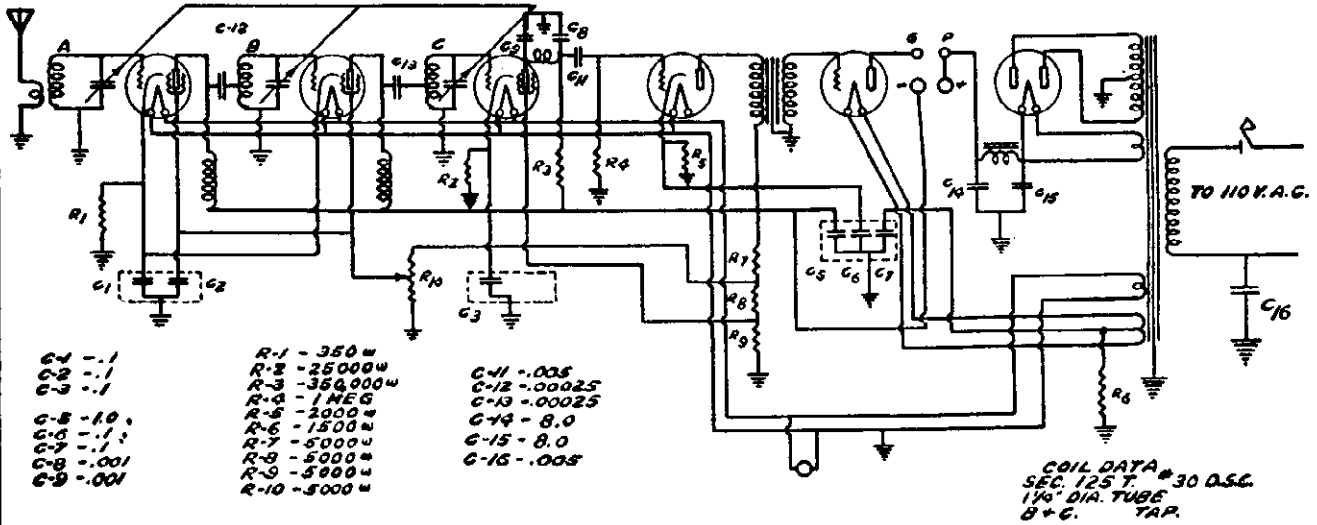 A
C-12
B
C-13
C
C9
C8
C11
G
P
-
+
R1
R2
R3
R4
R5
C14
C15
TO 110 V. A.C.
C1
C2
R10
C3
R7
R8
R9
C5
C6
C7
C16
R6
C-1 - .1
C-2 - .1
C-3 - .1
C-5 - 1.0
C-6 - .1
C-7 - .1
C-8 - .001
C-9 - .001
R-1 - 350 ω
R-2 - 25000 ω
R-3 - 350,000 ω
R-4 - 1 MEG
R-5 - 2000 ω
R-6 - 1500 ω
R-7 - 5000 ω
R-8 - 5000 ω
R-9 - 5000 ω
R-10 - 5000 ω
C-11 - .005
C-12 - .00025
C-13 - .00025
C-14 - 8.0
C-15 - 8.0
C-16 - .005
COIL DATA
SEC. 125 T. #30 D.S.C.
1¼" DIA. TUBE
B + C. TAP.